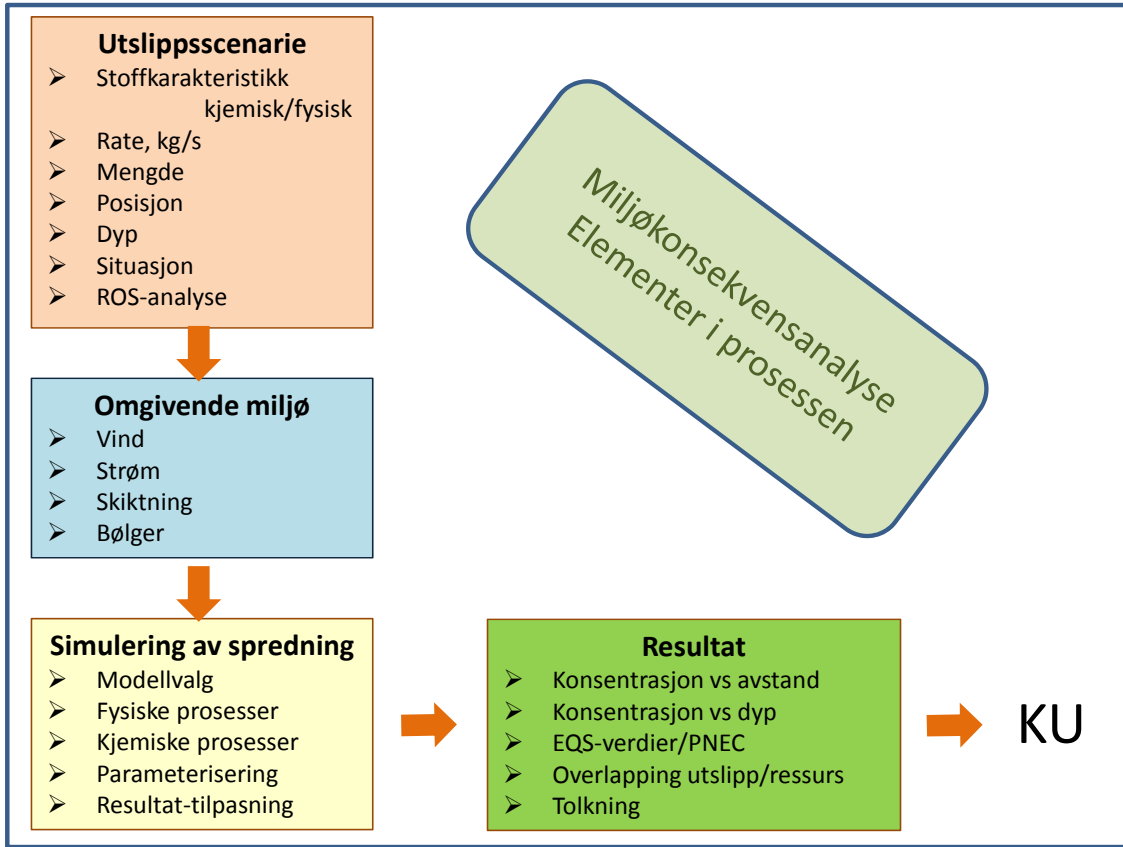 Utslippsscenarie
➢ Stoffkarakteristikk
kjemisk/fysisk
➢ Rate, kg/s
➢ Mengde
➢ Posisjon
➢ Dyp
➢ Situasjon
➢ ROS-analyse
Miljøkonsekvensanalyse
Elementer i prosessen
Omgivende miljø
➢ Vind
➢ Strøm
➢ Skiktning
➢ Bølger
Simulering av spredning
➢ Modellvalg
➢ Fysiske prosesser
➢ Kjemiske prosesser
➢ Parameterisering
➢ Resultat-tilpasning
Resultat
➢ Konsentrasjon vs avstand
➢ Konsentrasjon vs dyp
➢ EQS-verdier/PNEC
➢ Overlapping utslipp/ressurs
➢ Tolkning
KU